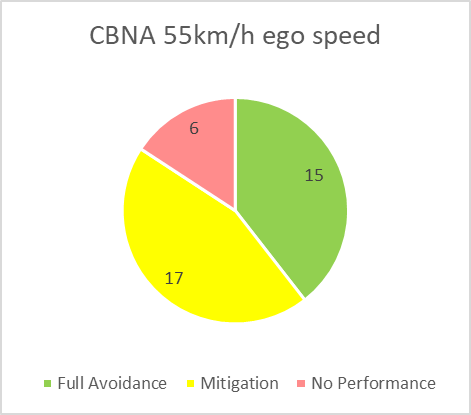 CBNA 55km/h ego speed
6
15
17
Full Avoidance Mitigation No Performance